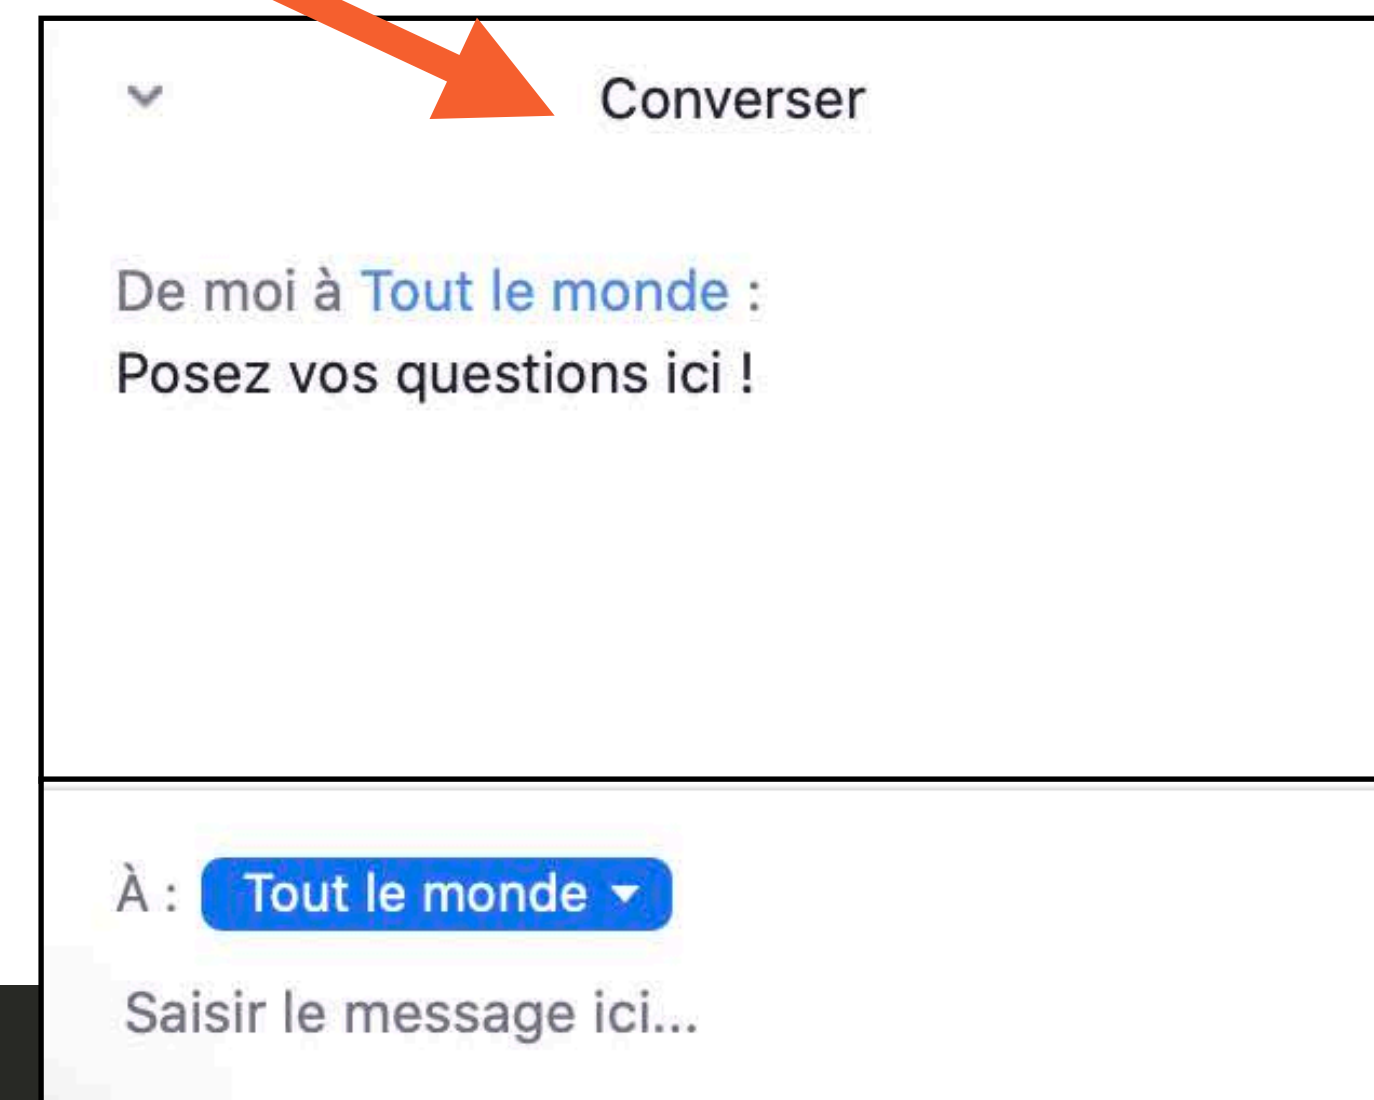 Converser
De moi à Tout le monde :
Posez vos questions ici !
À : Tout le monde
Saisir le message ici...